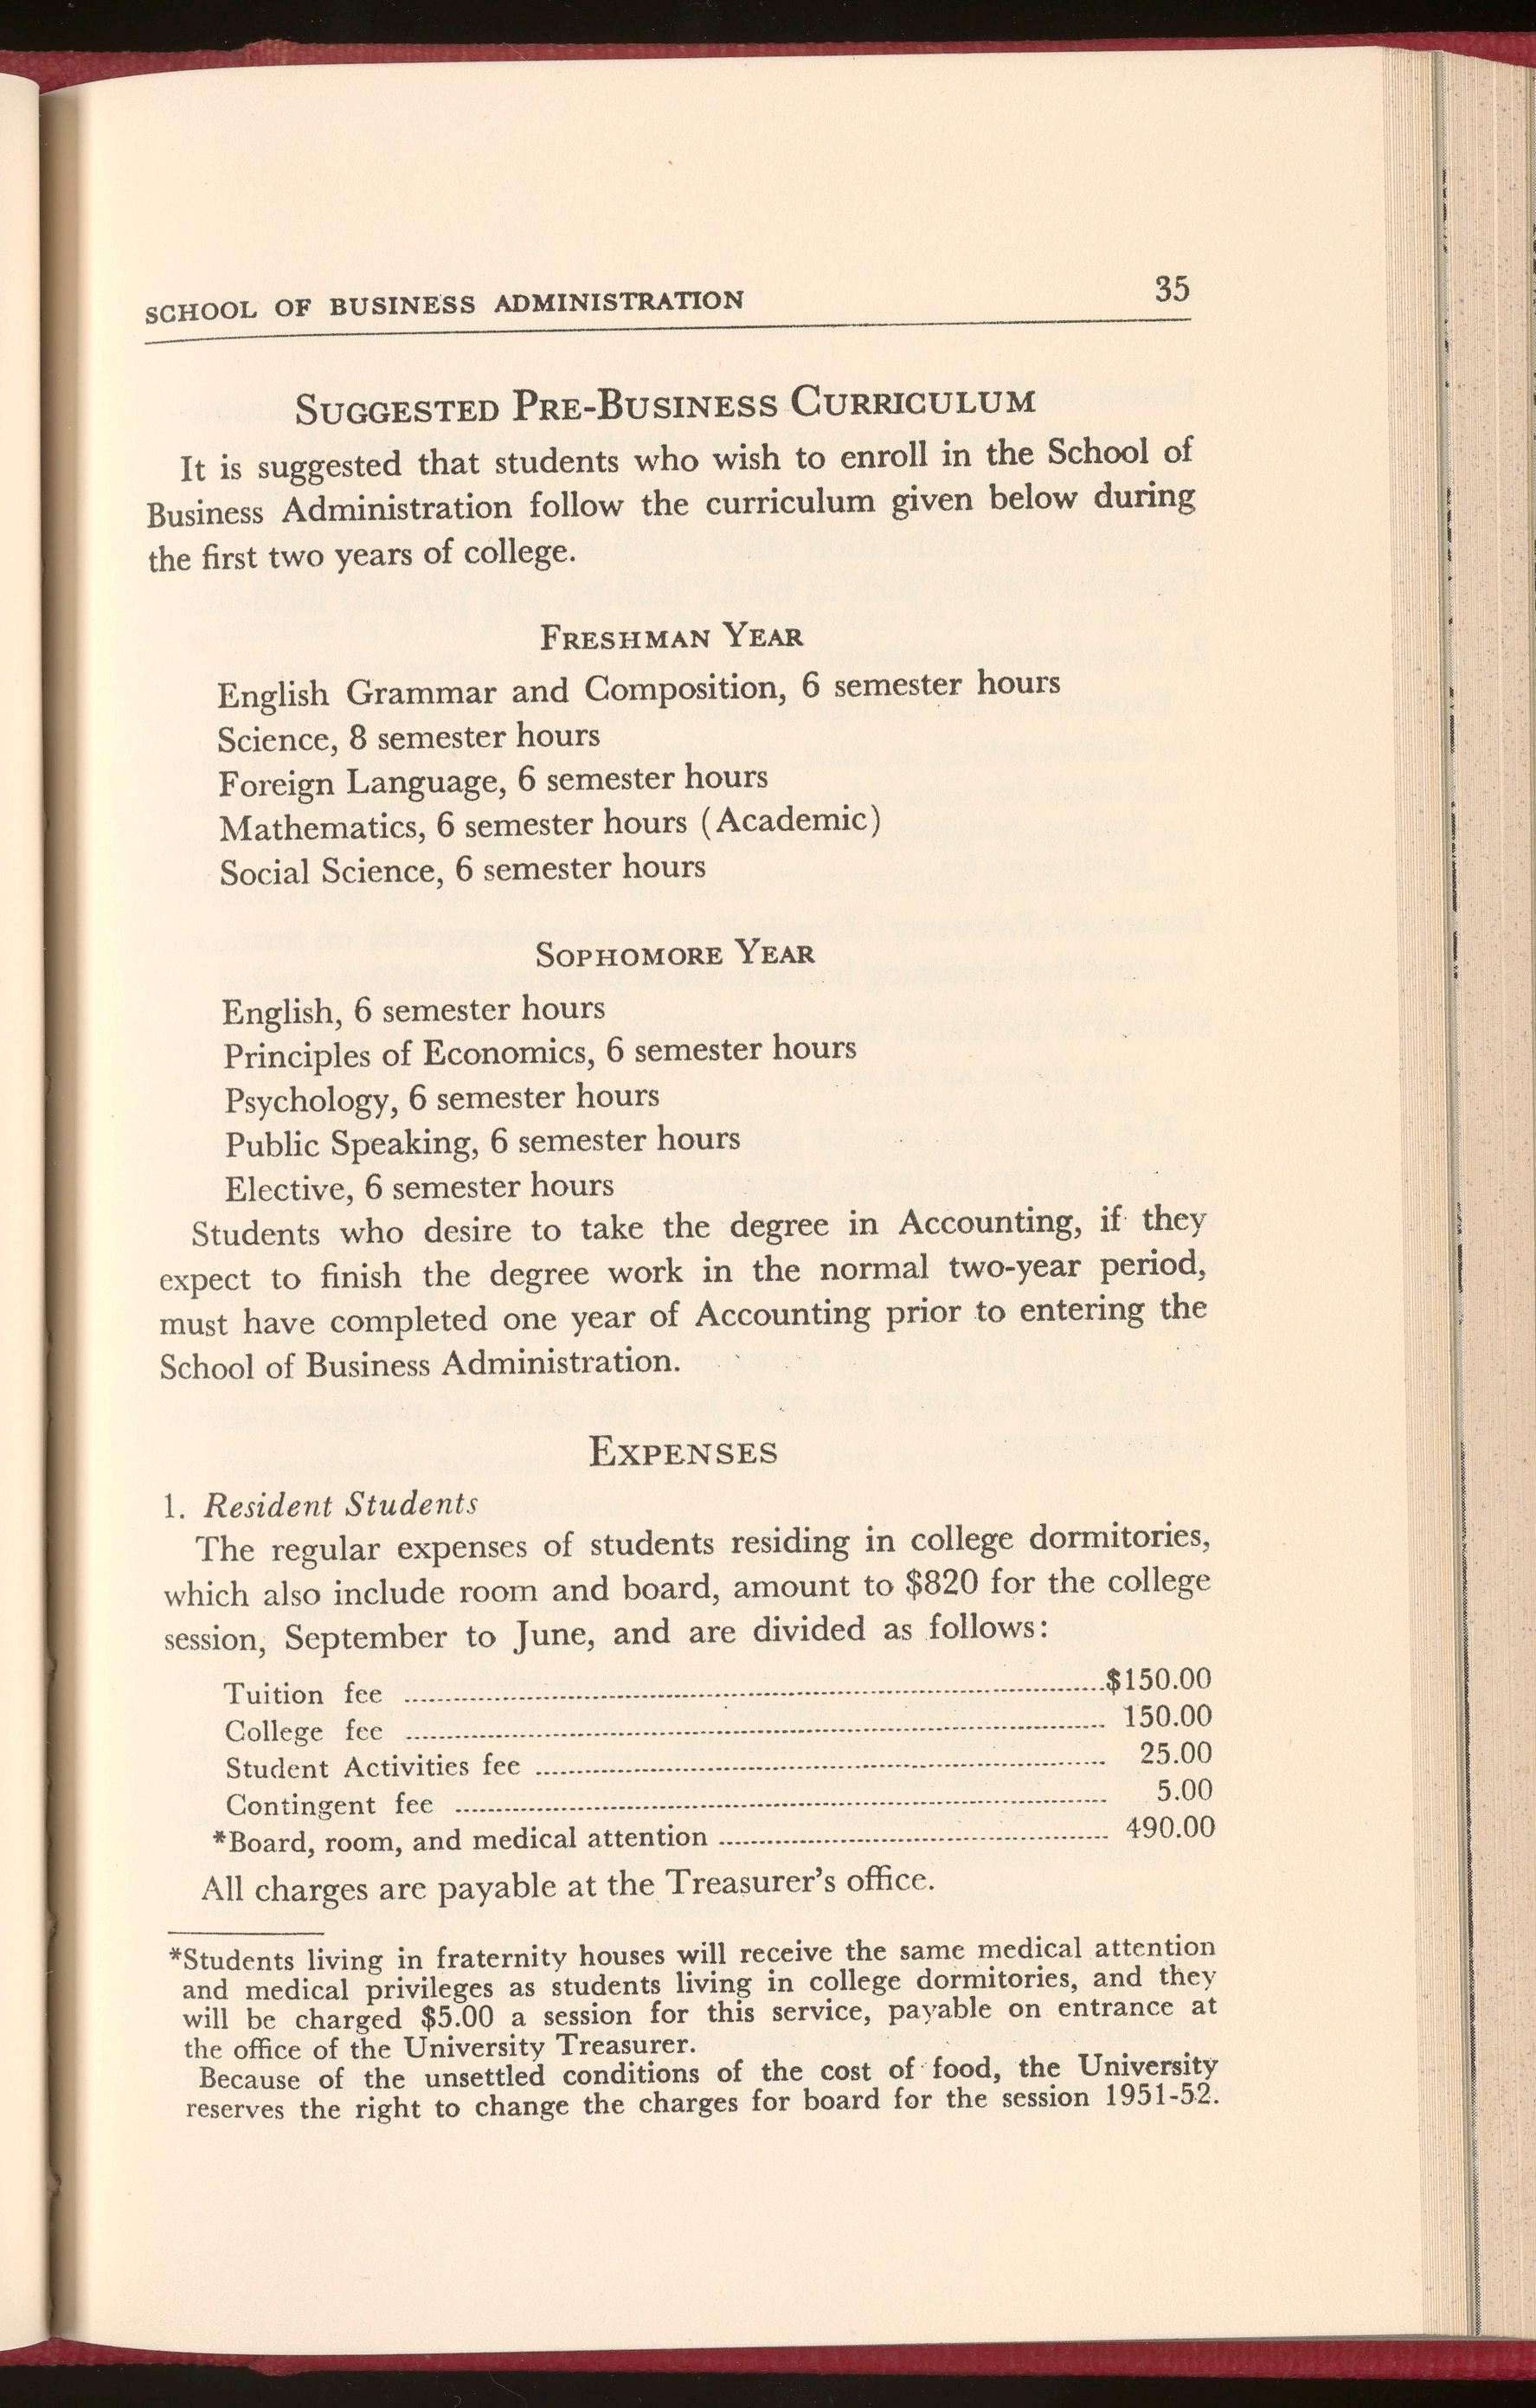 SCHOOL OF BUSINESS ADMINISTRATION 35
SUGGESTED PRE-BUSINESS CURRICULUM
It is suggested that students who wish to enroll in the School of
Business Administration follow the curriculum given below during
the first two years of college.
FRESHMAN YEAR
English Grammar and Composition, 6 semester hours
Science, 8 semester hours
Foreign Language, 6 semester hours
Mathematics, 6 semester hours (Academic)
Social Science, 6 semester hours
SOPHOMORE YEAR
English, 6 semester hours
Principles of Economics, 6 semester hours
Psychology, 6 semester hours
Public Speaking, 6 semester hours
Elective, 6 semester hours
Students who desire to take the degree in Accounting, if they
expect to finish the degree work in the normal two-year period,
must have completed one year of Accounting prior to entering the
School of Business Administration.
EXPENSES
1. Resident Students
The regular expenses of students residing in college dormitories,
which also include room and board, amount to $820 for the college
session, September to June, and are divided as follows:
Tuition fee $150.00
College fee 150.00
Student Activities fee 25.00
Contingent fee 5.00
*Board, room, and medical attention 490.00
All charges are payable at the Treasurer's office.
*Students living in fraternity houses will receive the same medical attention
and medical privileges as students living in college dormitories, and they
will be charged $5.00 a session for this service, payable on entrance at
the office of the University Treasurer.
Because of the unsettled conditions of the cost of food, the University
reserves the right to change the charges for board for the session 1951-52.